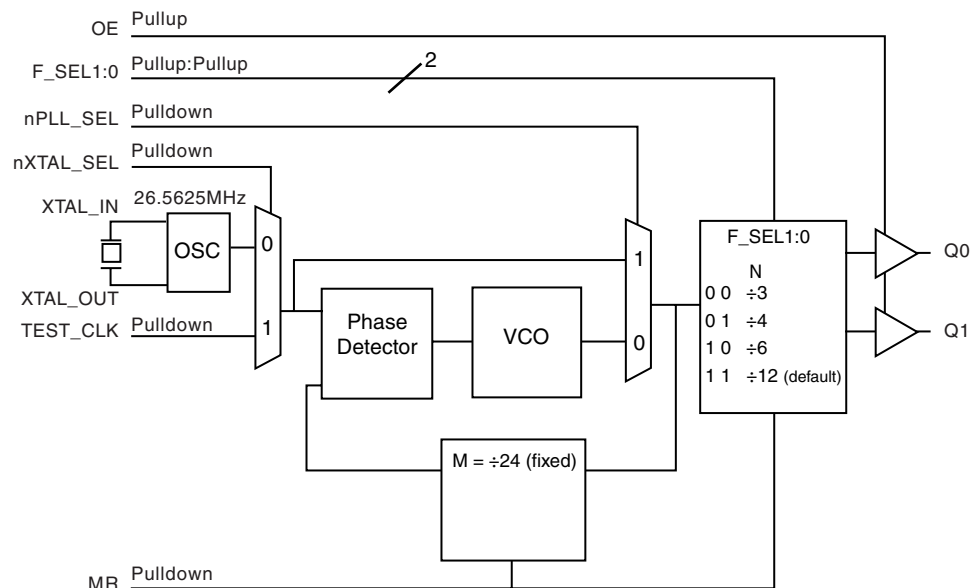 OE Pullup
F_SEL1:0 Pullup:Pullup 2
nPLL_SEL Pulldown
nXTAL_SEL Pulldown
XTAL_IN 26.5625MHz
OSC
XTAL_OUT
TEST_CLK Pulldown
0
1
Phase
Detector
VCO
1
0
F_SEL1:0
N
0 0 ÷3
0 1 ÷4
1 0 ÷6
1 1 ÷12 (default)
Q0
Q1
M = ÷24 (fixed)
MR Pulldown